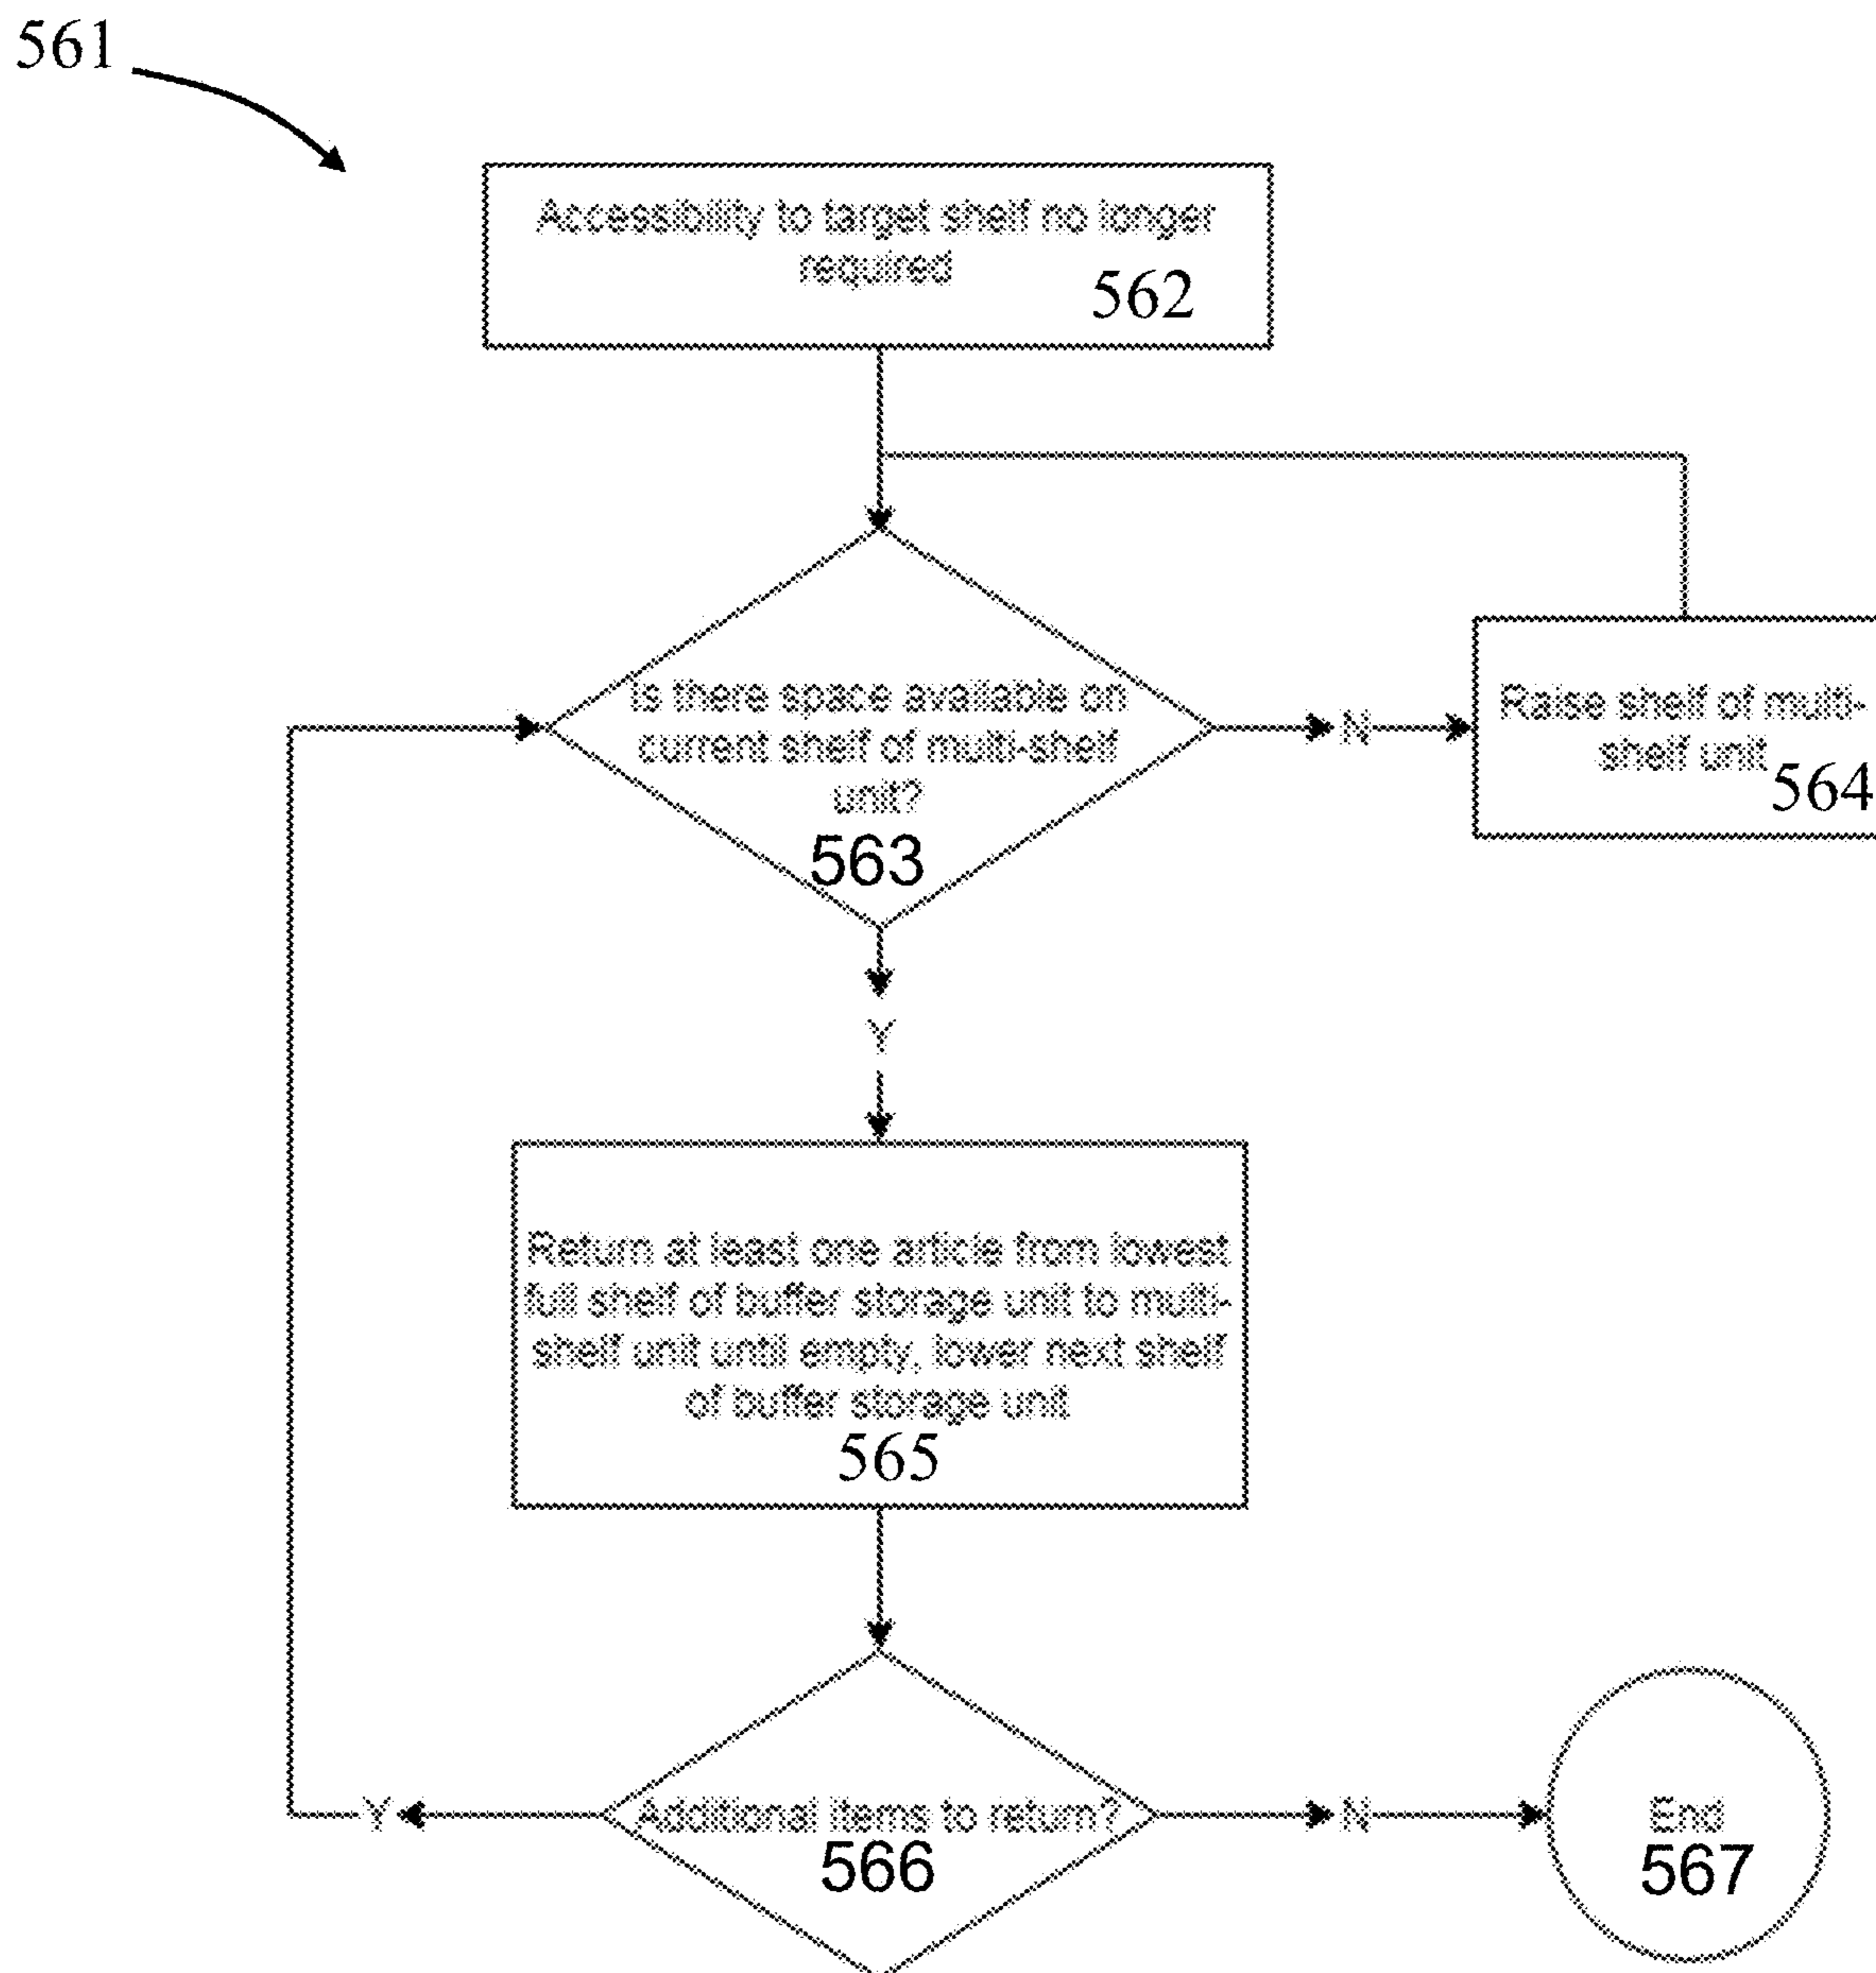 561
Accessibility to target shelf no longer
required
562
Is there space available on
current shelf of multi-shelf
unit?
563
N
Raise shelf of multi-
shelf unit
564
Y
Return at least one article from lowest
full shelf of buffer storage unit to multi-
shelf unit until empty, lower next shelf
of buffer storage unit
565
Y
Additional items to return?
566
N
End
567